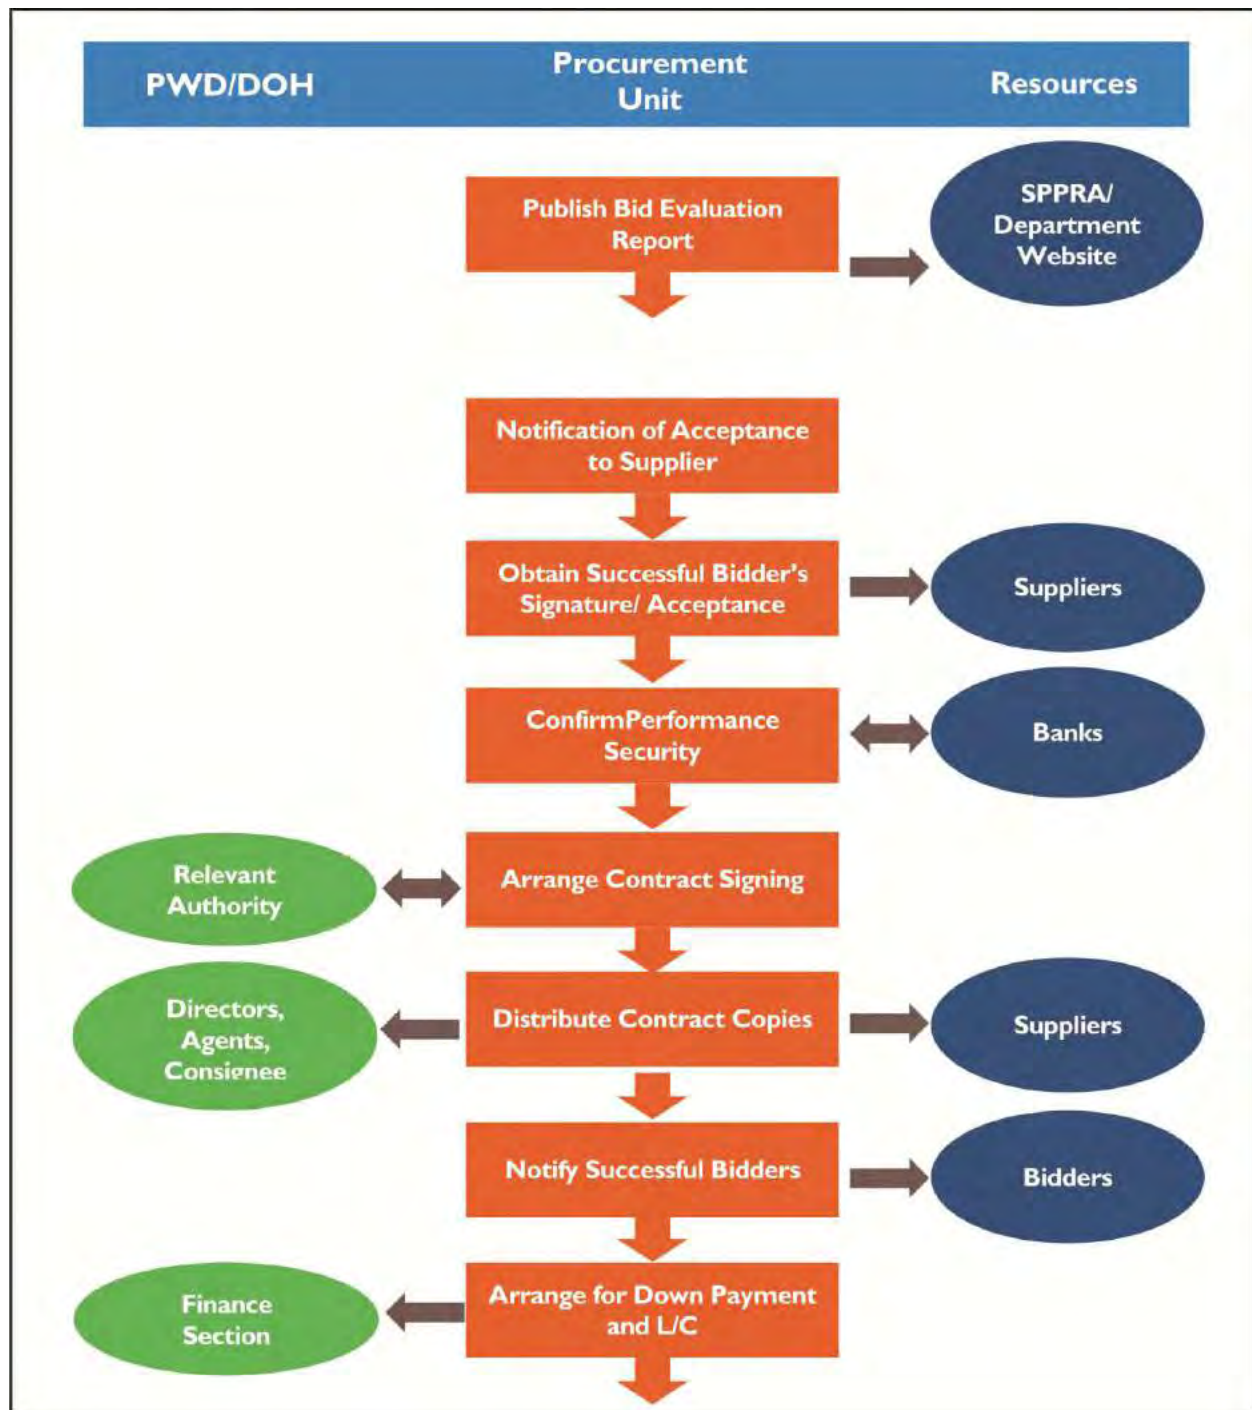 PWD/DOH
Procurement
Unit
Resources
Publish Bid Evaluation
Report
SPPRA/
Department
Website
Notification of Acceptance
to Supplier
Obtain Successful Bidder's
Signature/ Acceptance
Suppliers
ConfirmPerformance
Security
Banks
Relevant
Authority
Arrange Contract Signing
Directors,
Agents,
Consignee
Distribute Contract Copies
Suppliers
Notify Successful Bidders
Bidders
Finance
Section
Arrange for Down Payment
and L/C